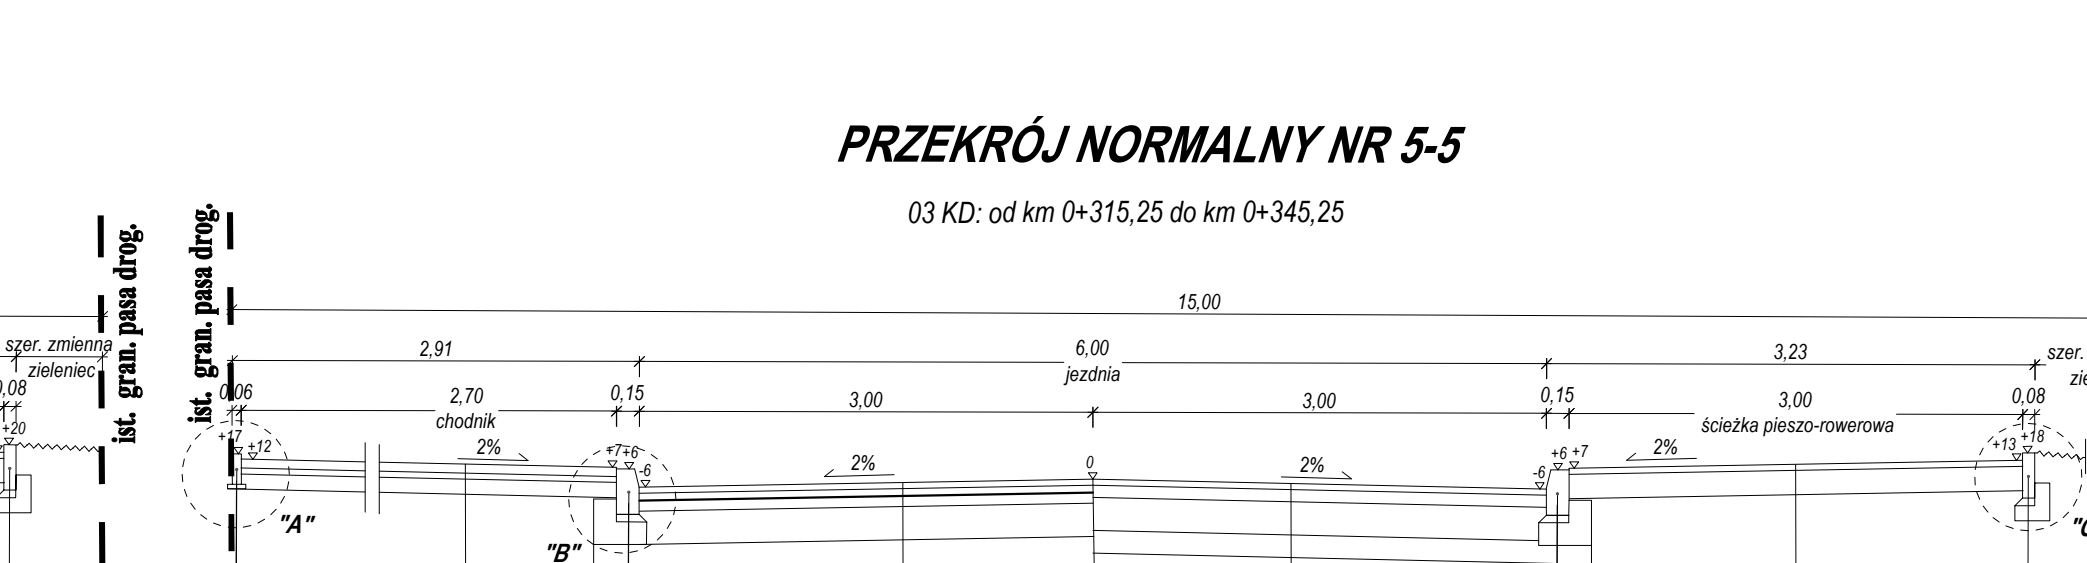 PRZEKRÓJ NORMALNY NR 5-5
03 KD: od km 0+315,25 do km 0+345,25
ist. gran. pasa drog.
ist. gran. pasa drog.
15,00
szer. zmienna
2,91
6,00
3,23
szer.
zieleniec
jezdnia
0,08
0,06
2,70
0,15
3,00
3,00
0,15
3,00
0,08
chodnik
ścieżka pieszo-rowerowa
+20
+17
+12
2%
+7
+6
-6
2%
0
2%
-6
+6
+7
2%
+13
+18
"A"
"B"